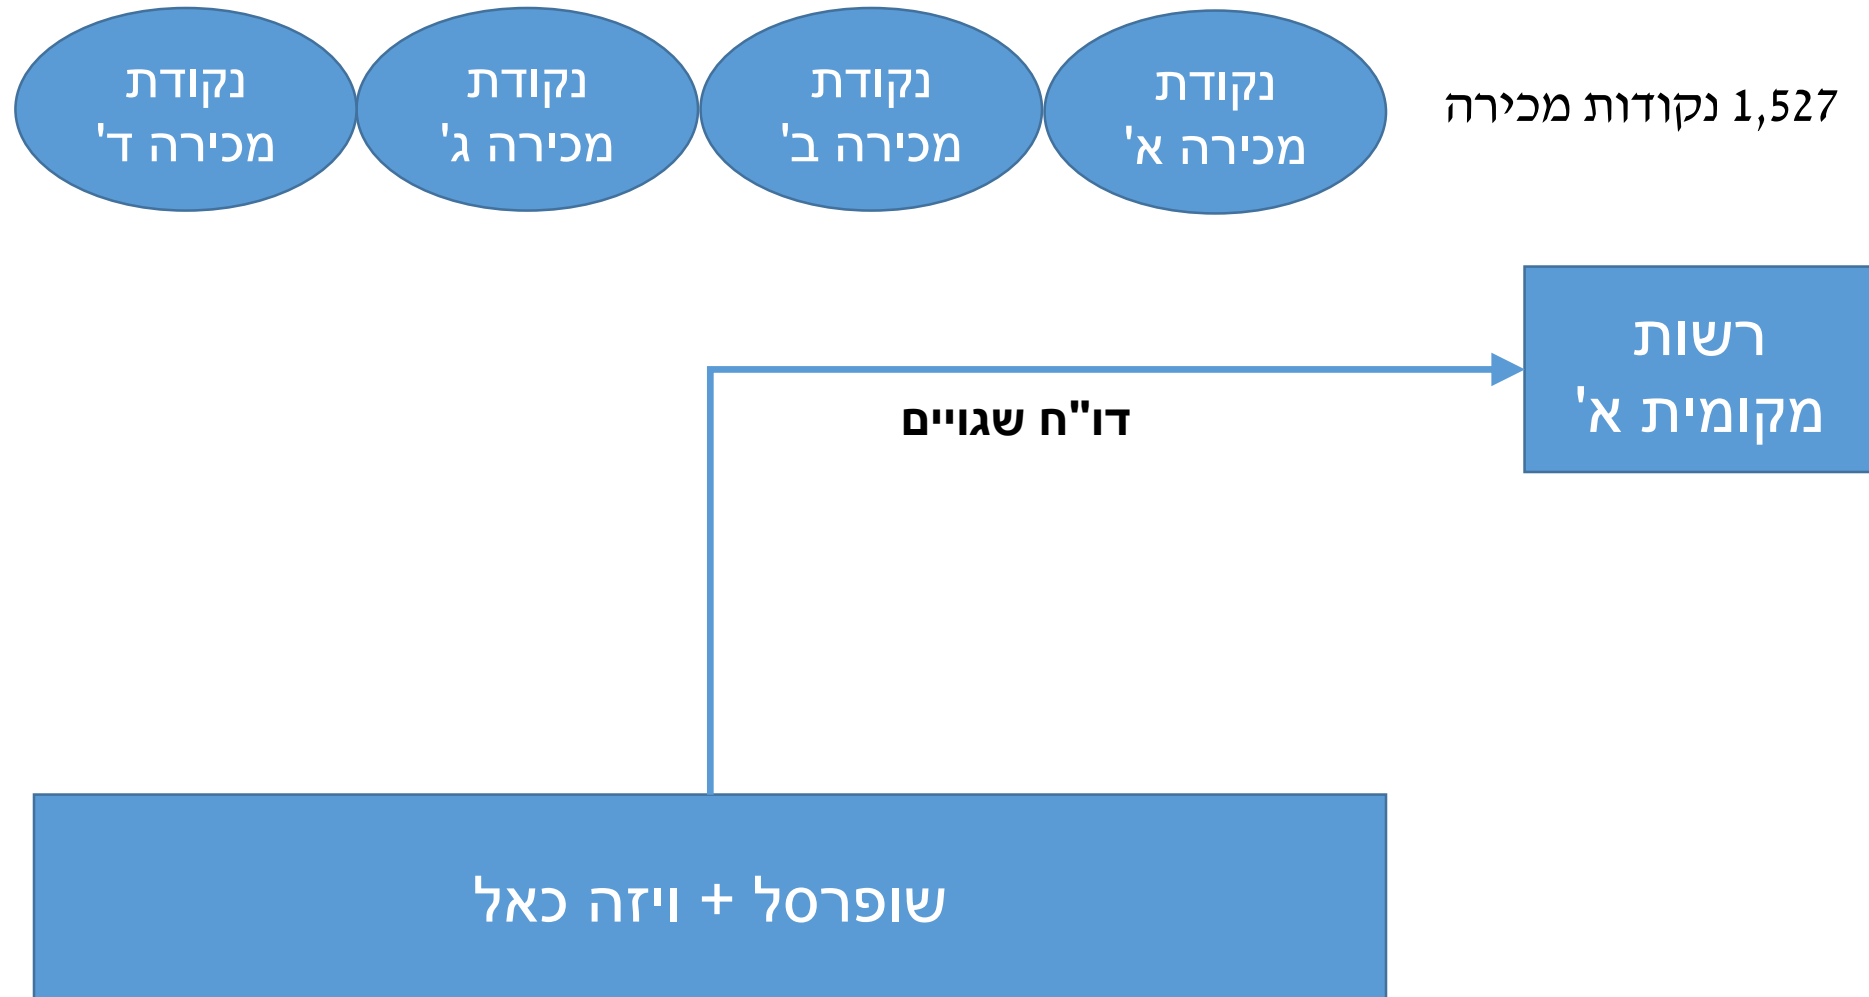 1,527 נקודות מכירה
נקודת
מכירה א'
נקודת
מכירה ב'
נקודת
מכירה ג'
נקודת
מכירה ד'
רשות
מקומית א'
דו"ח שגויים
שופרסל + ויזה כאל